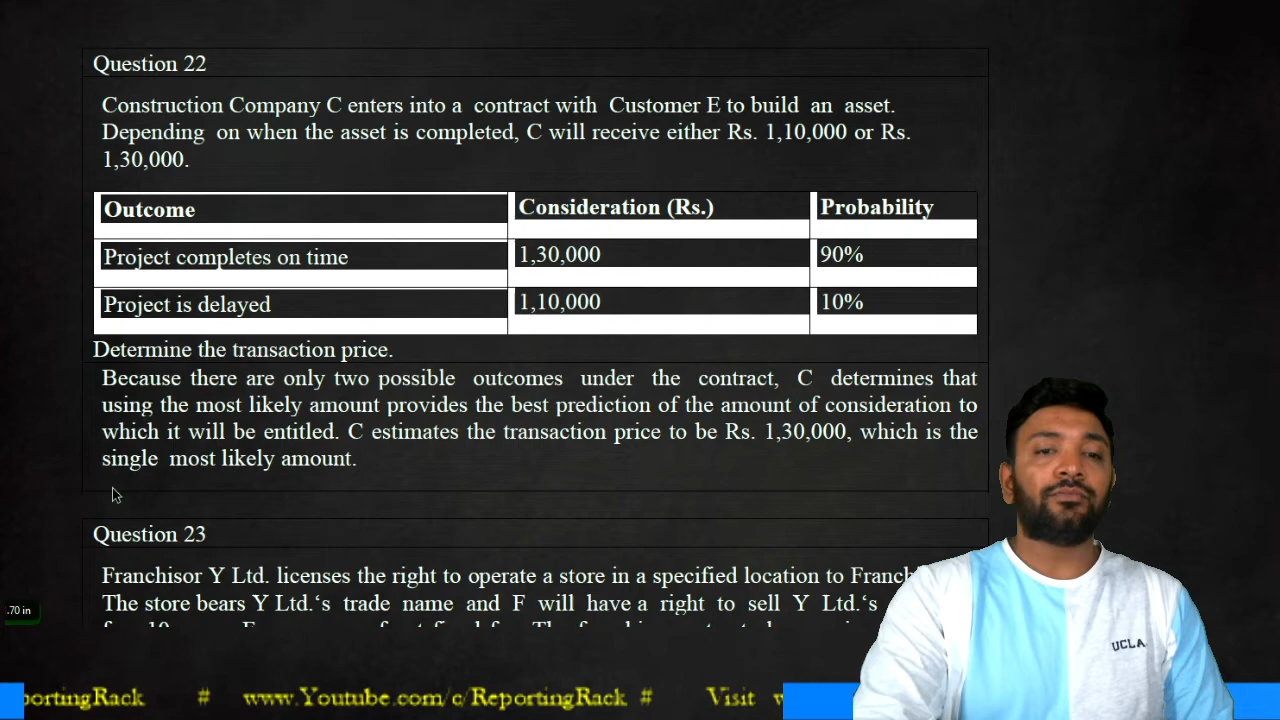 Question 22
Construction Company C enters into a contract with Customer E to build an asset.
Depending on when the asset is completed, C will receive either Rs. 1,10,000 or Rs.
1,30,000.
Outcome Consideration (Rs.) Probability
Project completes on time 1,30,000 90%
Project is delayed 1,10,000 10%
Determine the transaction price.
Because there are only two possible outcomes under the contract, C determines that
using the most likely amount provides the best prediction of the amount of consideration to
which it will be entitled. C estimates the transaction price to be Rs. 1,30,000, which is the
single most likely amount.
Question 23
Franchisor Y Ltd. licenses the right to operate a store in a specified location to
The store bears Y Ltd.‘s trade name and F will have a right to sell Y Ltd.‘s
.70 in
UCLA
portingRack # www.Youtube.com/c/ReportingRack # Visit